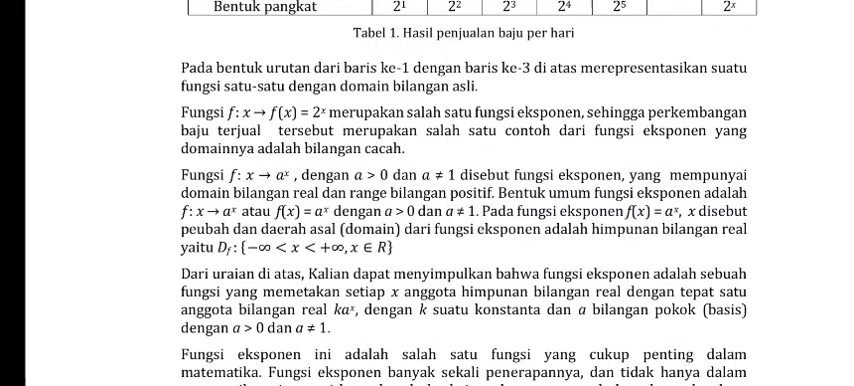 Bentuk pangkat 2¹ 2² 2³ 2⁴ 2⁵ 2ˣ
Tabel 1. Hasil penjualan baju per hari
Pada bentuk urutan dari baris ke-1 dengan baris ke-3 di atas merepresentasikan suatu
fungsi satu-satu dengan domain bilangan asli.
Fungsi f: x → f(x) = 2ˣ merupakan salah satu fungsi eksponen, sehingga perkembangan
baju terjual tersebut merupakan salah satu contoh dari fungsi eksponen yang
domainnya adalah bilangan cacah.
Fungsi f: x → aˣ , dengan a > 0 dan a ≠ 1 disebut fungsi eksponen, yang mempunyai
domain bilangan real dan range bilangan positif. Bentuk umum fungsi eksponen adalah
f: x → aˣ atau f(x) = aˣ dengan a > 0 dan a ≠ 1. Pada fungsi eksponen f(x) = aˣ, x disebut
peubah dan daerah asal (domain) dari fungsi eksponen adalah himpunan bilangan real
yaitu D_f: {−∞ < x < +∞, x ∈ R}
Dari uraian di atas, Kalian dapat menyimpulkan bahwa fungsi eksponen adalah sebuah
fungsi yang memetakan setiap x anggota himpunan bilangan real dengan tepat satu
anggota bilangan real kaˣ, dengan k suatu konstanta dan a bilangan pokok (basis)
dengan a > 0 dan a ≠ 1.
Fungsi eksponen ini adalah salah satu fungsi yang cukup penting dalam
matematika. Fungsi eksponen banyak sekali penerapannya, dan tidak hanya dalam